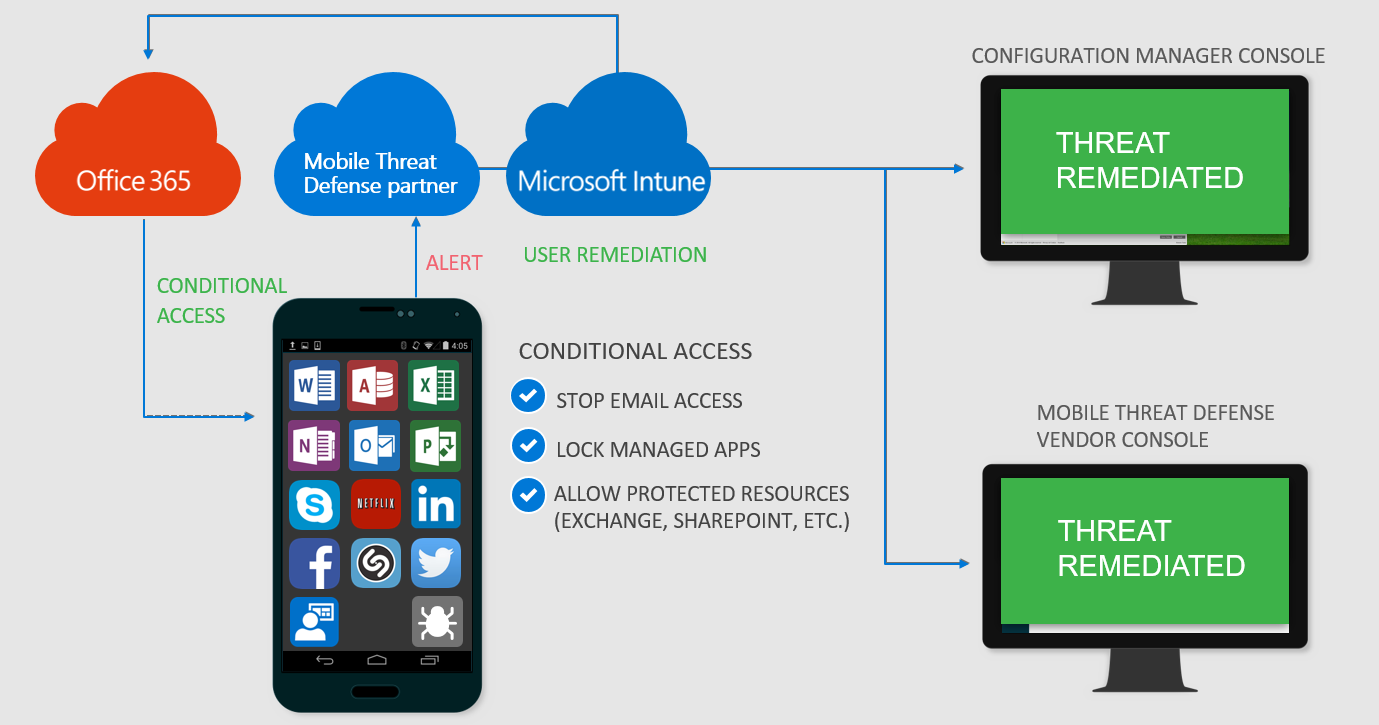 CONFIGURATION MANAGER CONSOLE
THREAT
REMEDIATED
Office 365
Mobile Threat
Defense partner
Microsoft Intune
ALERT
USER REMEDIATION
CONDITIONAL
ACCESS
4:05
W
A
X
N
O
P
S
NETFLIX
in
f
CONDITIONAL ACCESS
STOP EMAIL ACCESS
LOCK MANAGED APPS
ALLOW PROTECTED RESOURCES
(EXCHANGE, SHAREPOINT, ETC.)
MOBILE THREAT DEFENSE
VENDOR CONSOLE
THREAT
REMEDIATED